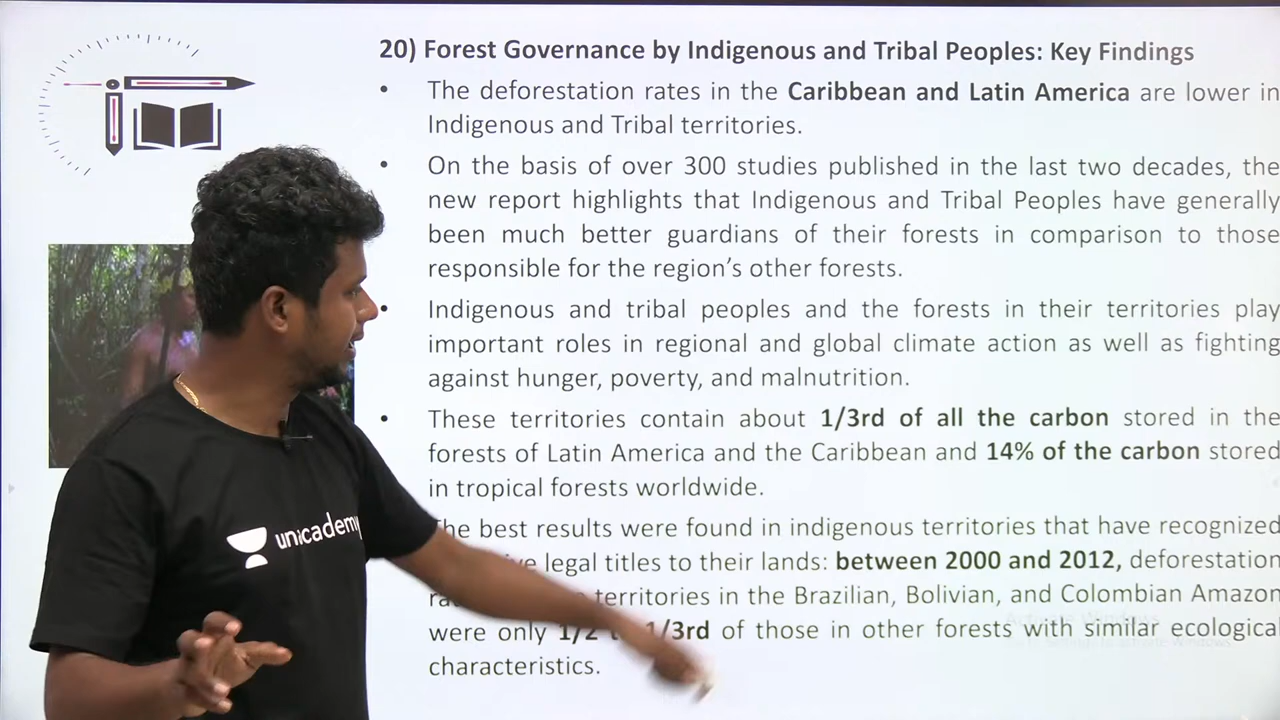 20) Forest Governance by Indigenous and Tribal Peoples: Key Findings
• The deforestation rates in the Caribbean and Latin America are lower in
Indigenous and Tribal territories.
• On the basis of over 300 studies published in the last two decades, the
new report highlights that Indigenous and Tribal Peoples have generally
been much better guardians of their forests in comparison to those
responsible for the region's other forests.
• Indigenous and tribal peoples and the forests in their territories play
important roles in regional and global climate action as well as fighting
against hunger, poverty, and malnutrition.
• These territories contain about 1/3rd of all the carbon stored in the
forests of Latin America and the Caribbean and 14% of the carbon stored
in tropical forests worldwide.
The best results were found in indigenous territories that have recognized
legal titles to their lands: between 2000 and 2012, deforestation
territories in the Brazilian, Bolivian, and Colombian Amazon
were only 1/2 1/3rd of those in other forests with similar ecological
characteristics.
unacademy
Activate Windows